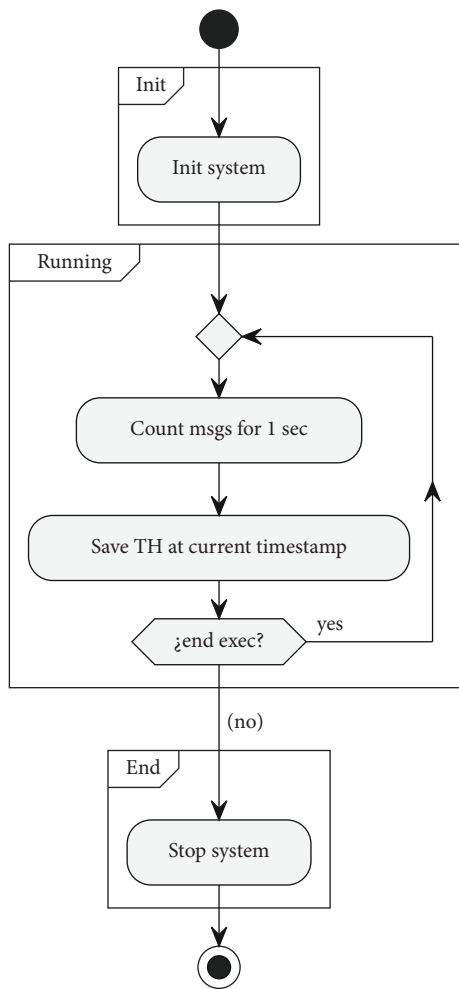 Init
Init system
Running
Count msgs for 1 sec
Save TH at current timestamp
¿end exec?
yes
(no)
End
Stop system